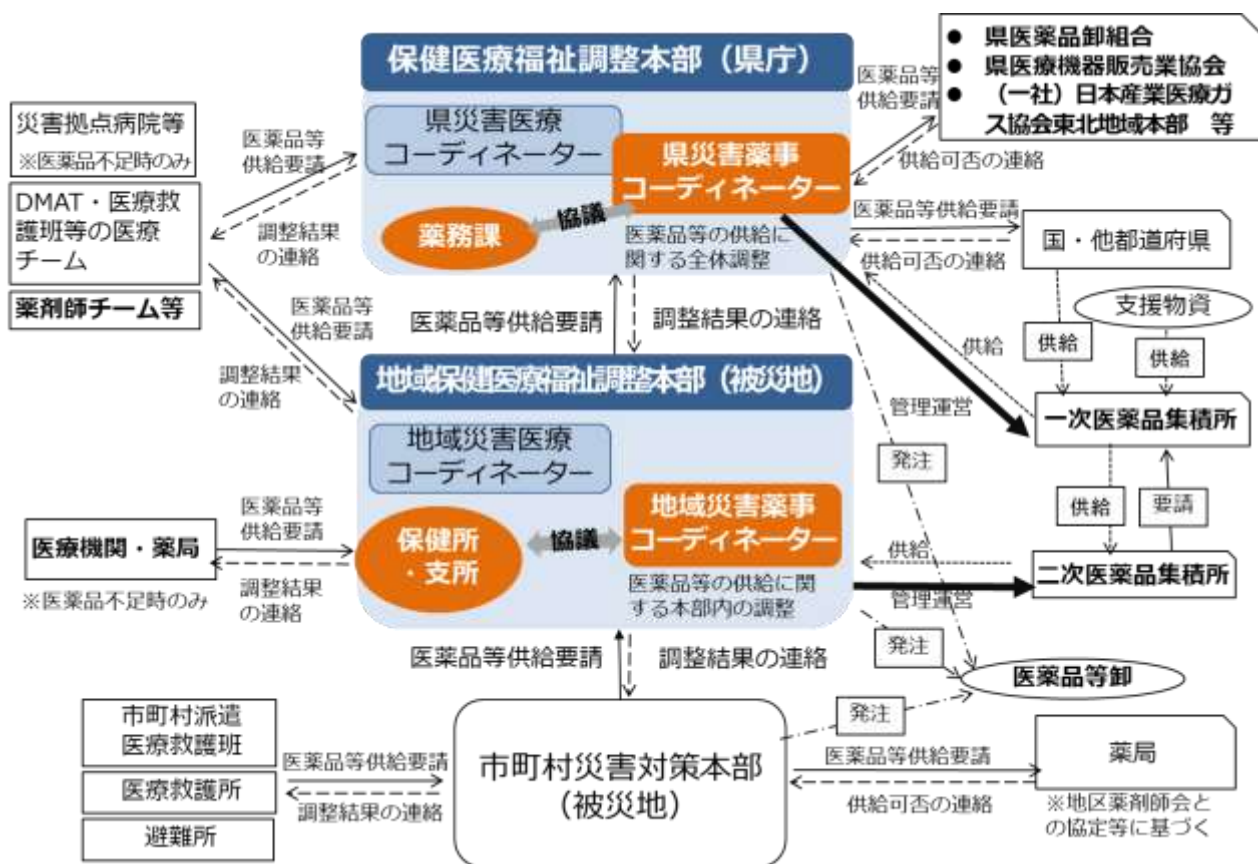 保健医療福祉調整本部（県庁）
県災害医療
コーディネーター
県災害薬事
コーディネーター
薬務課
協議
医薬品等の供給に
関する全体調整
医薬品等
供給要請
● 県医薬品卸組合
● 県医療機器販売業協会
● （一社）日本産業医療ガ
ス協会東北地域本部 等
供給可否の連絡
災害拠点病院等
※医薬品不足時のみ
DMAT・医療救
護班等の医療
チーム
薬剤師チーム等
医薬品等
供給要請
調整結果
の連絡
医薬品等
供給要請
調整結果
の連絡
医薬品等供給要請
供給可否の連絡
国・他都道府県
支援物資
供給
供給
供給
一次医薬品集積所
管理運営
発注
供給
要請
二次医薬品集積所
医薬品等供給要請
調整結果の連絡
地域保健医療福祉調整本部（被災地）
地域災害医療
コーディネーター
保健所
・支所
協議
地域災害薬事
コーディネーター
医薬品等の供給に関
する本部内の調整
供給
管理運営
発注
医療機関・薬局
※医薬品不足時のみ
医薬品等
供給要請
調整結果
の連絡
医薬品等供給要請
調整結果の連絡
医薬品等卸
発注
市町村派遣
医療救護班
医療救護所
避難所
医薬品等供給要請
調整結果の連絡
市町村災害対策本部
（被災地）
医薬品等供給要請
供給可否の連絡
薬局
※地区薬剤師会と
の協定等に基づく